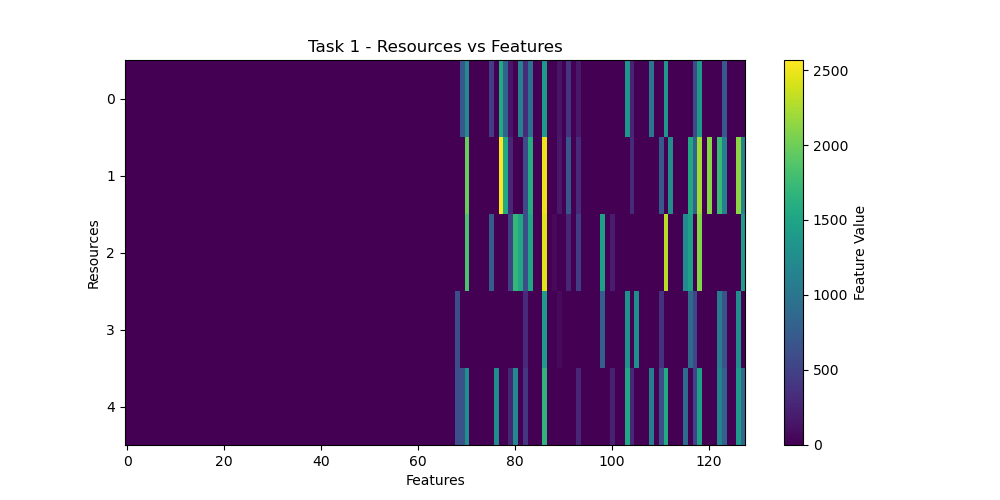 Task 1 - Resources vs Features
Resources
0
1
2
3
4
0 20 40 60 80 100 120
Features
2500
2000
1500
1000
500
0
Feature Value